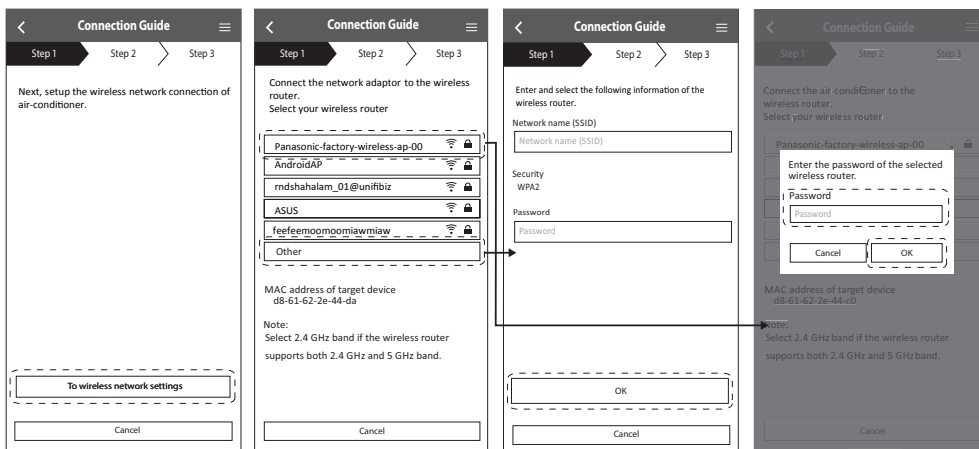 Connection Guide
Step 1
Step 2
Step 3
Next, setup the wireless network connection of
air-conditioner.
To wireless network settings
Cancel
Connection Guide
Step 1
Step 2
Step 3
Connect the network adaptor to the wireless
router.
Select your wireless router
Panasonic-factory-wireless-ap-00
AndroidAP
rndshahalam_01@unifibiz
ASUS
feefeemoomoomiawmiaw
Other
MAC address of target device
d8-61-62-2e-44-da
Note:
Select 2.4 GHz band if the wireless router
supports both 2.4 GHz and 5 GHz band.
Cancel
Connection Guide
Step 1
Step 2
Step 3
Enter and select the following information of the
wireless router.
Network name (SSID)
Network name (SSID)
Security
WPA2
Password
Password
OK
Cancel
Connection Guide
Step 1
Step 2
Step 3
Connect the air-conditioner to the
wireless router.
Select your wireless router
Panasonic-factory-wireless-ap-00
Enter the password of the selected
wireless router.
Password
Password
Cancel
OK
MAC address of target device
d8-61-62-2e-44-c0
Note:
Select 2.4 GHz band if the wireless router
supports both 2.4 GHz and 5 GHzband.
Cancel